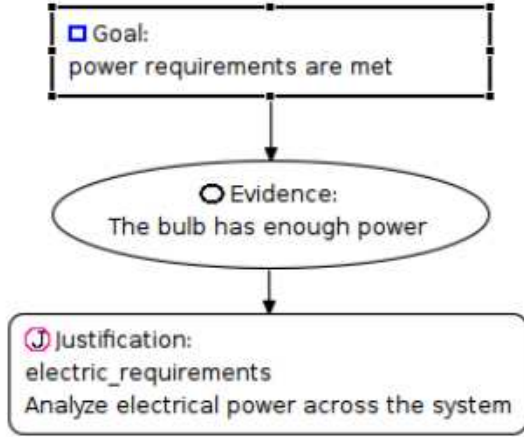 Goal:
power requirements are met
Evidence:
The bulb has enough power
J Justification:
electric_requirements
Analyze electrical power across the system